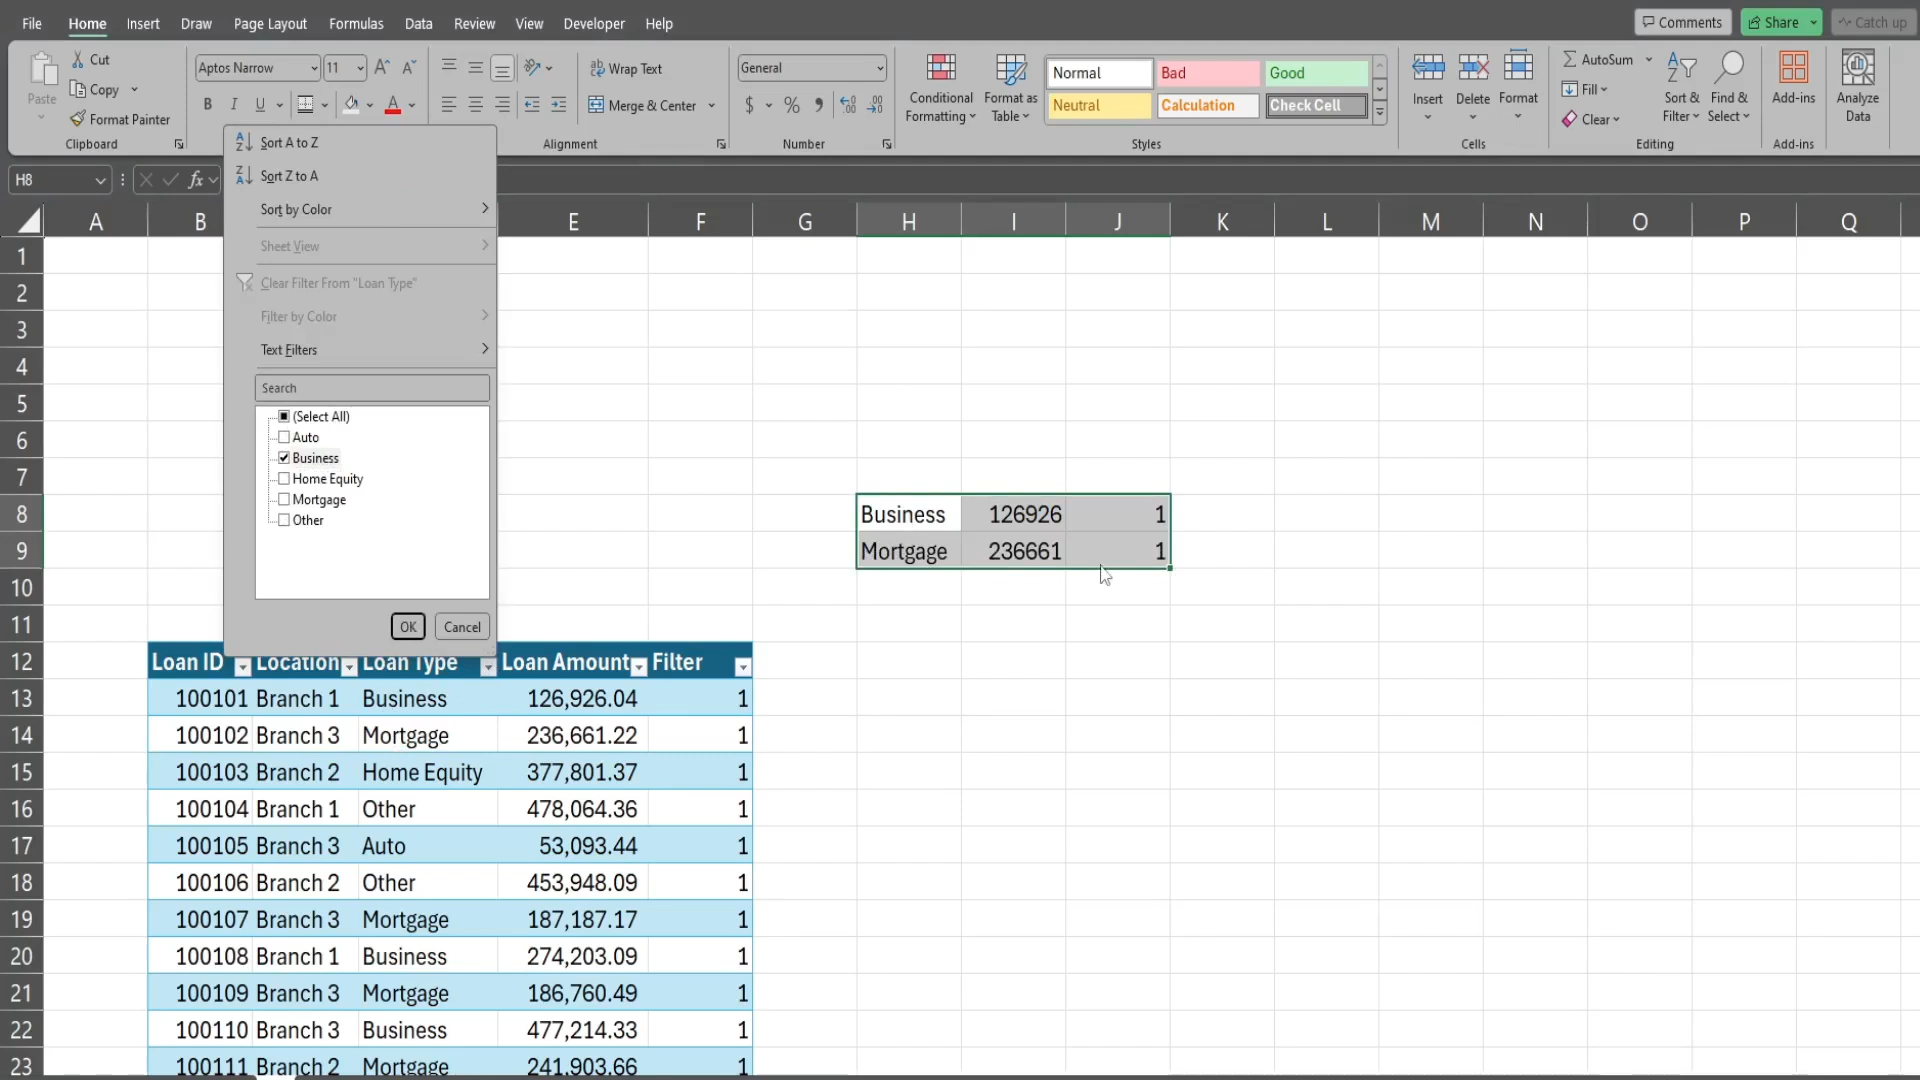 File Home Insert Draw Page Layout Formulas Data Review View Developer Help Comments Share Catch up
Paste
Cut
Copy
Format Painter
Clipboard
Aptos Narrow 11
B I U
Wrap Text
Merge & Center
Alignment
General
$ % 9
Number
Conditional Formatting
Format as Table
Normal Bad Good
Neutral Calculation Check Cell
Styles
Insert Delete Format
Cells
AutoSum
Fill
Clear
Sort & Filter
Find & Select
Editing
Add-ins
Add-ins
Analyze Data
H8 fx
Sort A to Z
Sort Z to A
Sort by Color
Sheet View
Clear Filter From "Loan Type"
Filter by Color
Text Filters
Search
(Select All)
Auto
Business
Home Equity
Mortgage
Other
OK Cancel
A B E F G H I J K L M N O P Q
1
2
3
4
5
6
7
8 Business 126926 1
9 Mortgage 236661 1
10
11
12 Loan ID Location Loan Type Loan Amount Filter
13 100101 Branch 1 Business 126,926.04 1
14 100102 Branch 3 Mortgage 236,661.22 1
15 100103 Branch 2 Home Equity 377,801.37 1
16 100104 Branch 1 Other 478,064.36 1
17 100105 Branch 3 Auto 53,093.44 1
18 100106 Branch 2 Other 453,948.09 1
19 100107 Branch 3 Mortgage 187,187.17 1
20 100108 Branch 1 Business 274,203.09 1
21 100109 Branch 3 Mortgage 186,760.49 1
22 100110 Branch 3 Business 477,214.33 1
23 100111 Branch 2 Mortgage 241,903.66 1